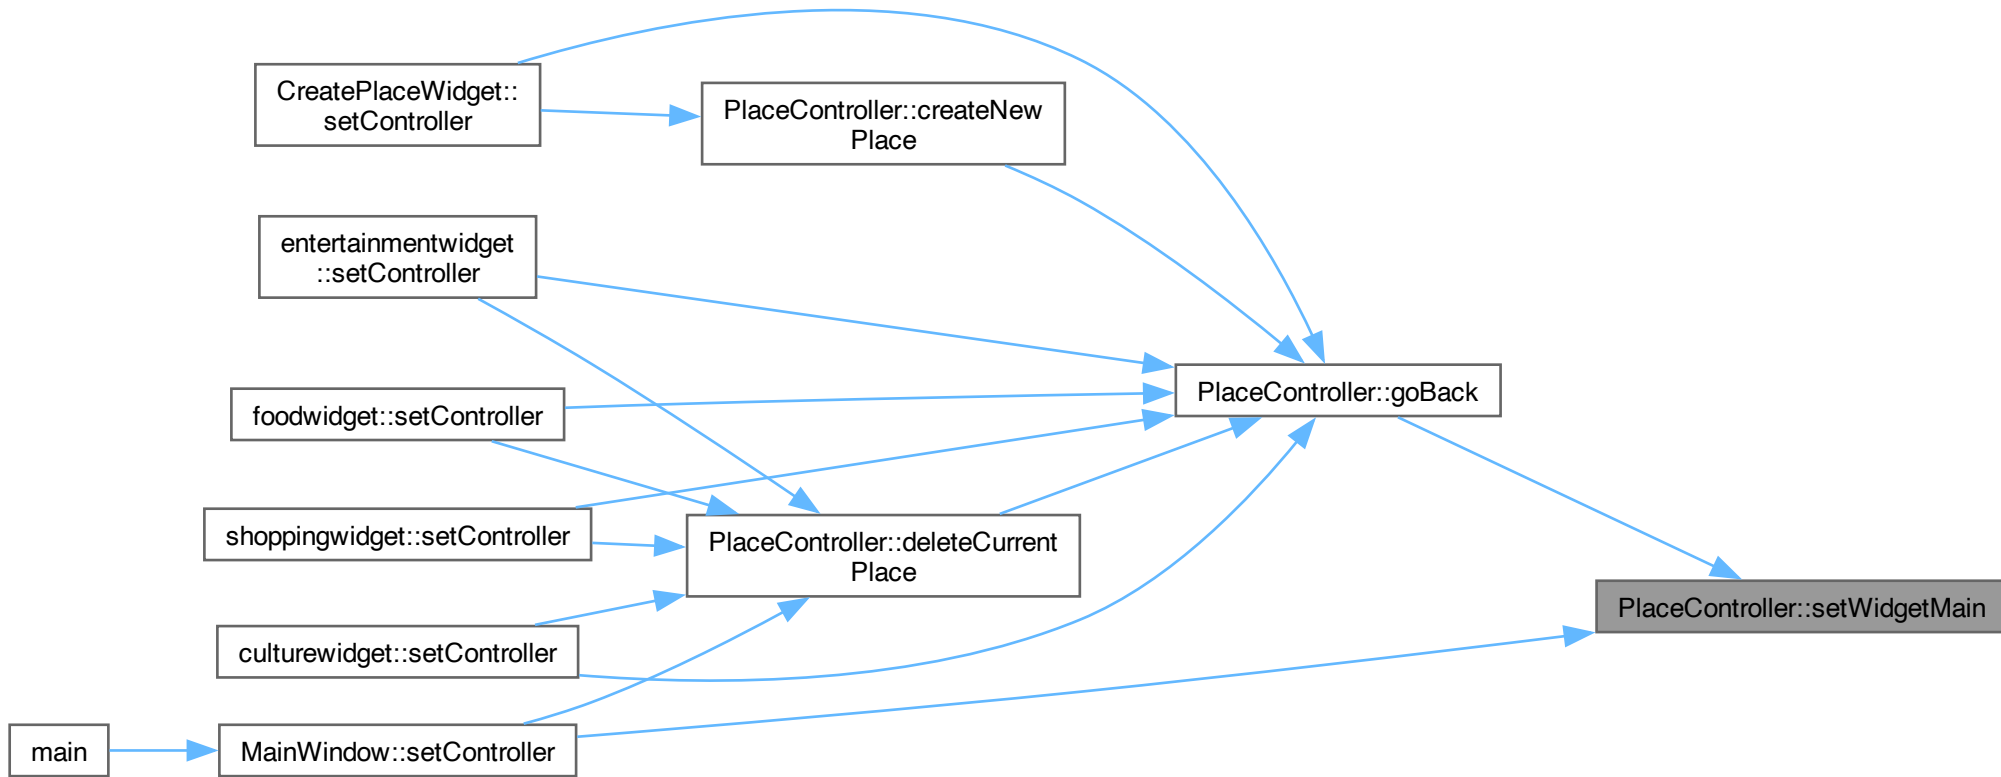 CreatePlaceWidget::
setController
PlaceController::createNew
Place
entertainmentwidget
::setController
PlaceController::goBack
foodwidget::setController
shoppingwidget::setController
PlaceController::deleteCurrent
Place
PlaceController::setWidgetMain
culturewidget::setController
main
MainWindow::setController